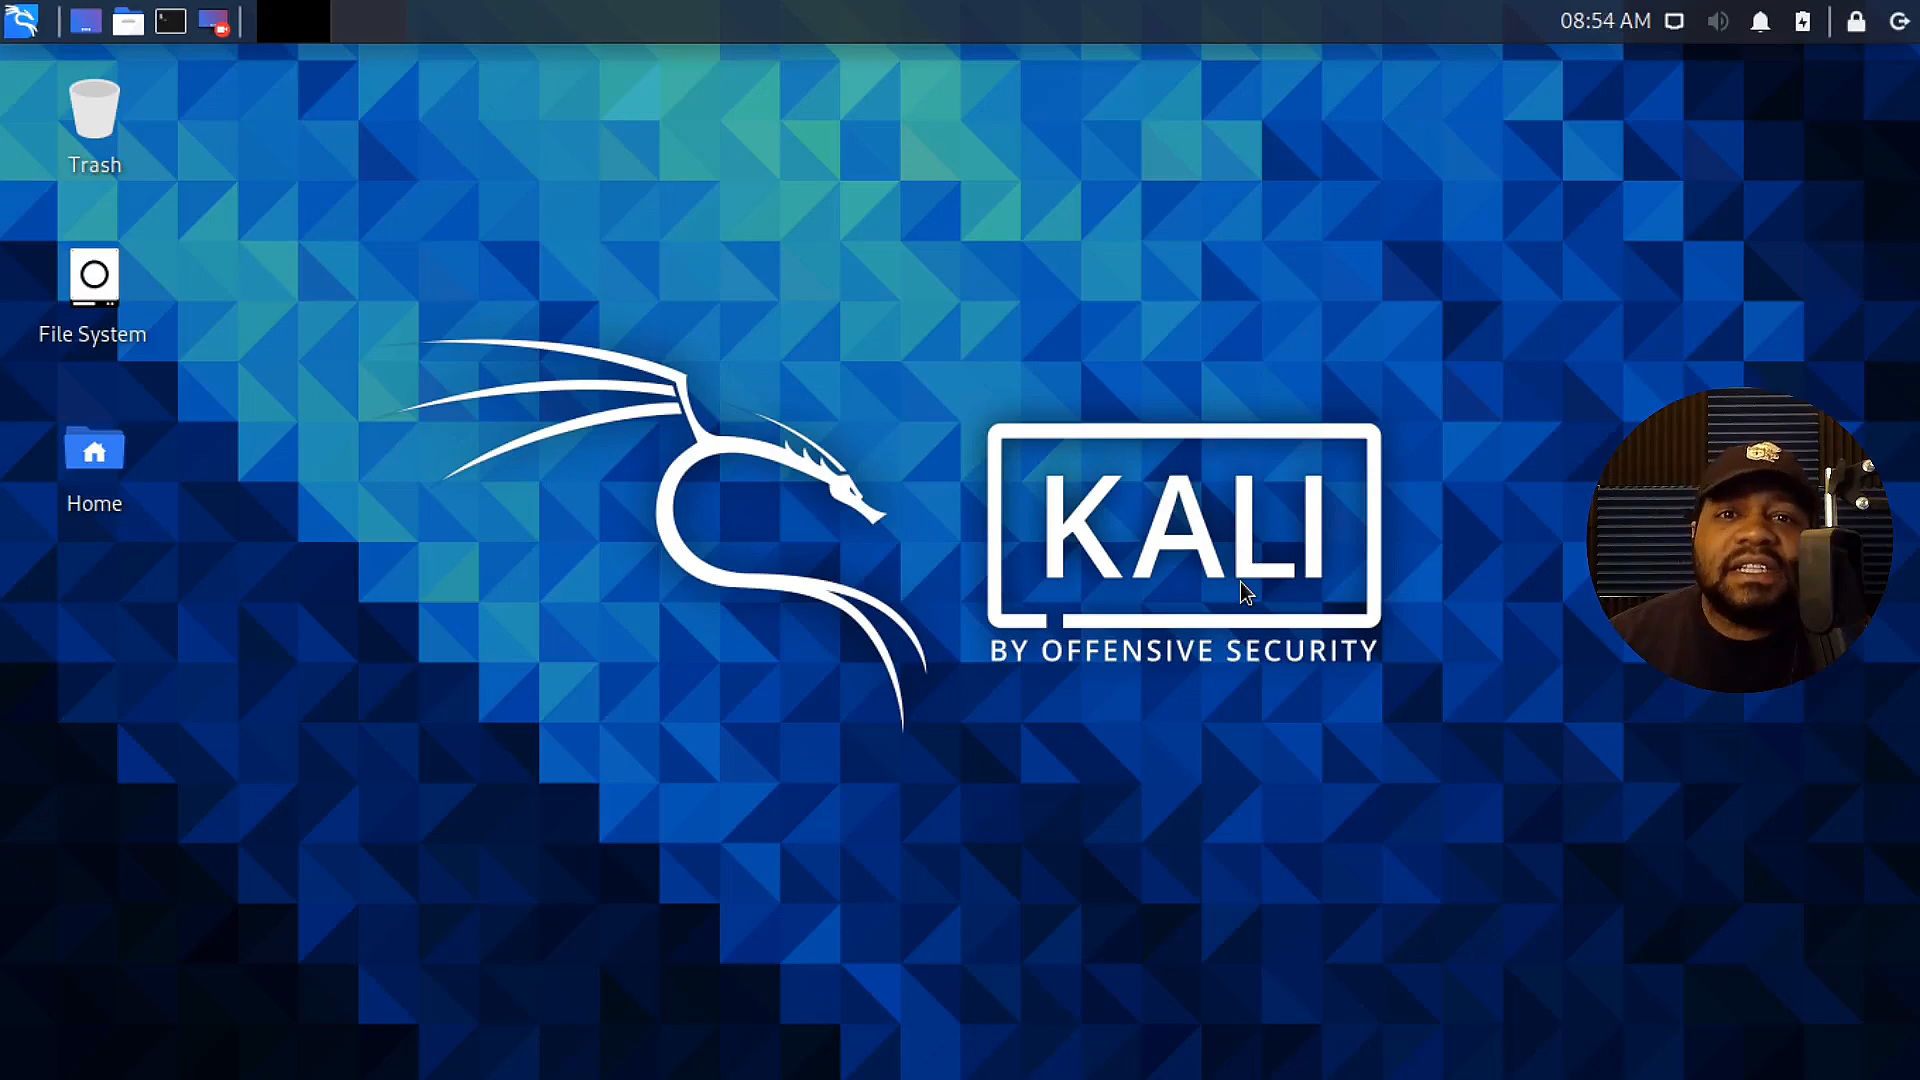 08:54 AM
Trash
File System
Home
KALI
BY OFFENSIVE SECURITY